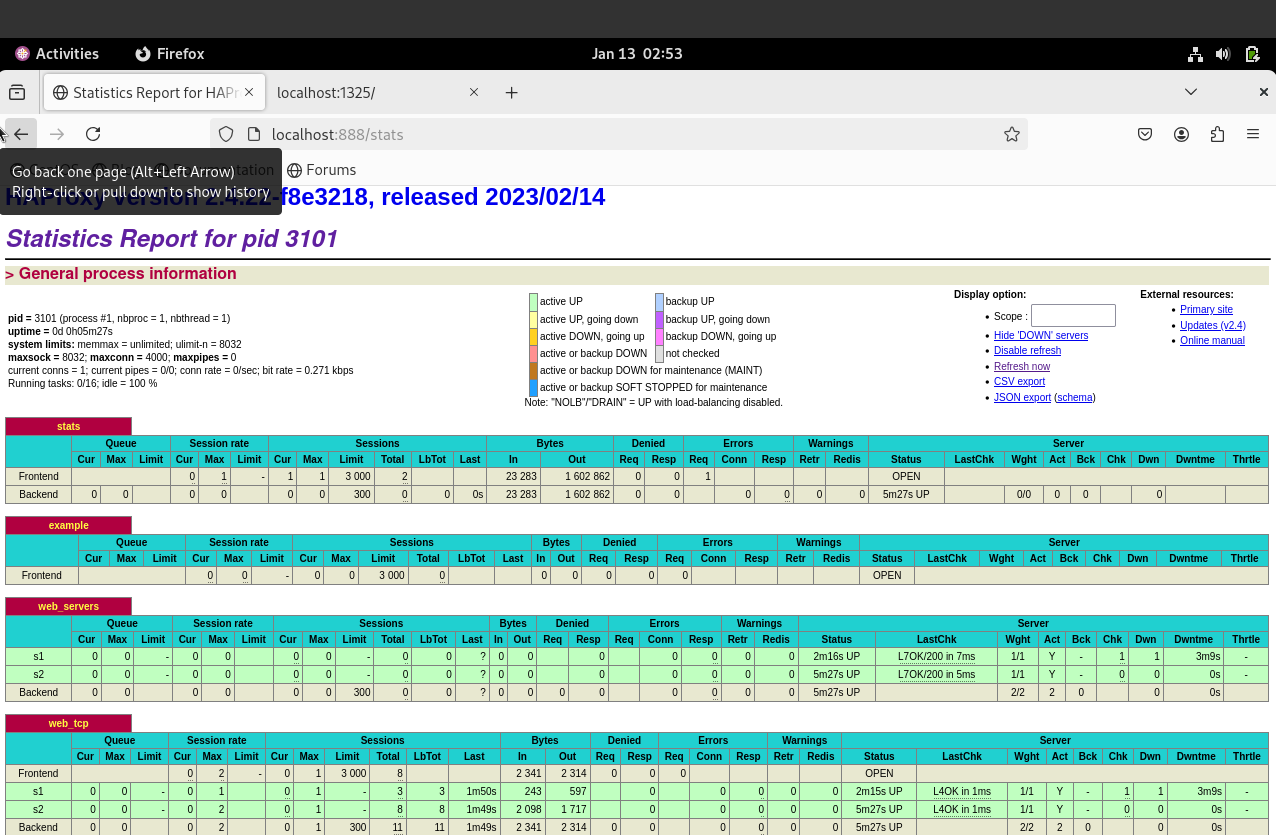 Activities Firefox Jan 13 02:53
Statistics Report for HAPr localhost:1325/
localhost:888/stats
Go back one page (Alt+Left Arrow)
Right-click or pull down to show history
Forums
HAProxy version 2.4.22-f8e3218, released 2023/02/14
Statistics Report for pid 3101
> General process information
pid = 3101 (process #1, nbproc = 1, nbthread = 1)
uptime = 0d 0h05m27s
system limits: memmax = unlimited; ulimit-n = 8032
maxsock = 8032; maxconn = 4000; maxpipes = 0
current conns = 1; current pipes = 0/0; conn rate = 0/sec; bit rate = 0.271 kbps
Running tasks: 0/16; idle = 100 %
active UP backup UP
active UP, going down backup UP, going down
active DOWN, going up backup DOWN, going up
active or backup DOWN not checked
active or backup DOWN for maintenance (MAINT)
active or backup SOFT STOPPED for maintenance
Note: "NOLB"/"DRAIN" = UP with load-balancing disabled.
Display option:
Scope :
Hide 'DOWN' servers
Disable refresh
Refresh now
CSV export
JSON export (schema)
External resources:
Primary site
Updates (v2.4)
Online manual
stats
Queue Session rate Sessions Bytes Denied Errors Warnings Server
Cur Max Limit Cur Max Limit Cur Max Limit Total LbTot Last In Out Req Resp Req Conn Resp Retr Redis Status LastChk Wght Act Bck Chk Dwn Dwntme Thrtle
Frontend 0 1 - 1 1 3 000 2 23 283 1 602 862 0 0 1 OPEN
Backend 0 0 0 0 0 0 300 0 0 0s 23 283 1 602 862 0 0 0 0 0 0 5m27s UP 0/0 0 0 0
example
Queue Session rate Sessions Bytes Denied Errors Warnings Server
Cur Max Limit Cur Max Limit Cur Max Limit Total LbTot Last In Out Req Resp Req Conn Resp Retr Redis Status LastChk Wght Act Bck Chk Dwn Dwntme Thrtle
Frontend 0 0 - 0 0 3 000 0 0 0 0 0 0 OPEN
web_servers
Queue Session rate Sessions Bytes Denied Errors Warnings Server
Cur Max Limit Cur Max Limit Cur Max Limit Total LbTot Last In Out Req Resp Req Conn Resp Retr Redis Status LastChk Wght Act Bck Chk Dwn Dwntme Thrtle
s1 0 0 - 0 0 0 0 - 0 0 ? 0 0 0 0 0 0 0 2m16s UP L7OK/200 in 7ms 1/1 Y - 1 1 3m9s -
s2 0 0 - 0 0 0 0 - 0 0 ? 0 0 0 0 0 0 0 5m27s UP L7OK/200 in 5ms 1/1 Y - 0 0 0s -
Backend 0 0 0 0 0 0 300 0 0 ? 0 0 0 0 0 0 0 0 5m27s UP 2/2 2 0 0 0s
web_tcp
Queue Session rate Sessions Bytes Denied Errors Warnings Server
Cur Max Limit Cur Max Limit Cur Max Limit Total LbTot Last In Out Req Resp Req Conn Resp Retr Redis Status LastChk Wght Act Bck Chk Dwn Dwntme Thrtle
Frontend 0 2 - 0 1 3 000 8 2 341 2 314 0 0 0 OPEN
s1 0 0 - 0 1 0 1 - 3 3 1m50s 243 597 0 0 0 0 0 2m15s UP L4OK in 1ms 1/1 Y - 1 1 3m9s -
s2 0 0 - 0 2 0 1 - 8 8 1m49s 2 098 1 717 0 0 0 0 0 5m27s UP L4OK in 1ms 1/1 Y - 0 0 0s -
Backend 0 0 0 2 0 1 300 11 11 1m49s 2 341 2 314 0 0 0 0 0 0 5m27s UP 2/2 2 0 0 0s